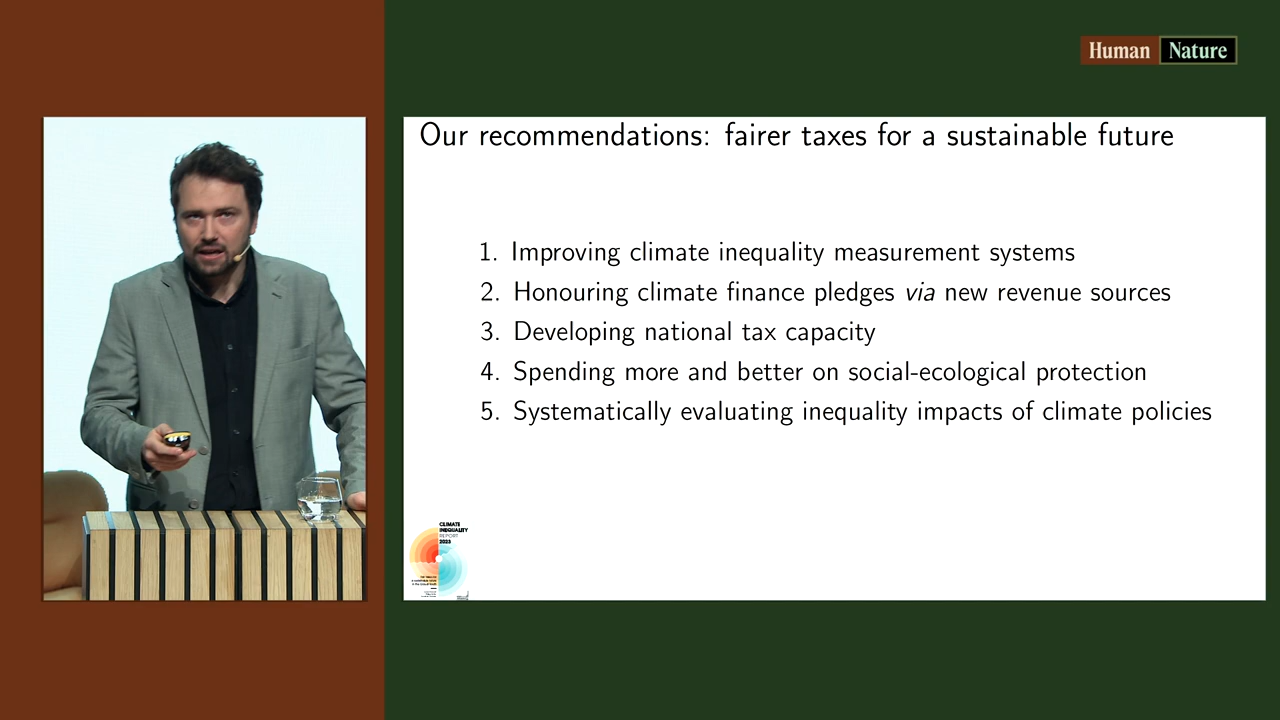 Human Nature
Our recommendations: fairer taxes for a sustainable future
1. Improving climate inequality measurement systems
2. Honouring climate finance pledges via new revenue sources
3. Developing national tax capacity
4. Spending more and better on social-ecological protection
5. Systematically evaluating inequality impacts of climate policies
CLIMATE
INEQUALITY
REPORT
2023